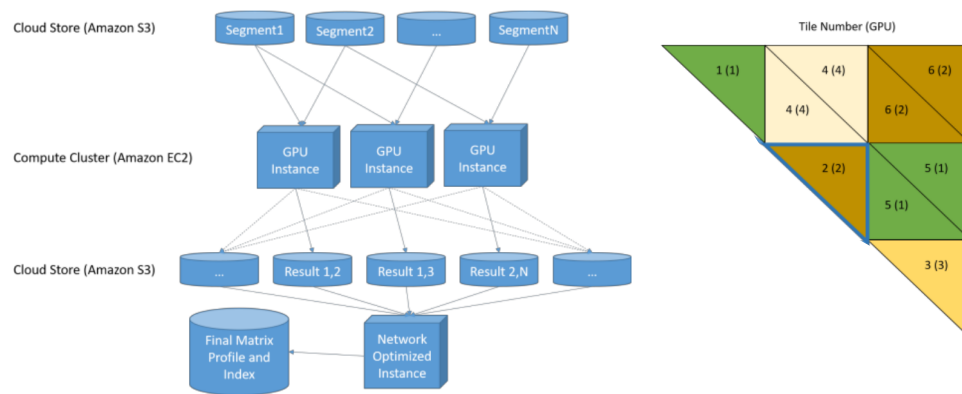 Cloud Store (Amazon S3)
Segment1
Segment2
...
SegmentN
Compute Cluster (Amazon EC2)
GPU
Instance
GPU
Instance
GPU
Instance
Cloud Store (Amazon S3)
...
Result 1,2
Result 1,3
Result 2,N
...
Final Matrix
Profile and
Index
Network
Optimized
Instance
Tile Number (GPU)
1 (1)
4 (4)
6 (2)
4 (4)
6 (2)
2 (2)
5 (1)
5 (1)
3 (3)